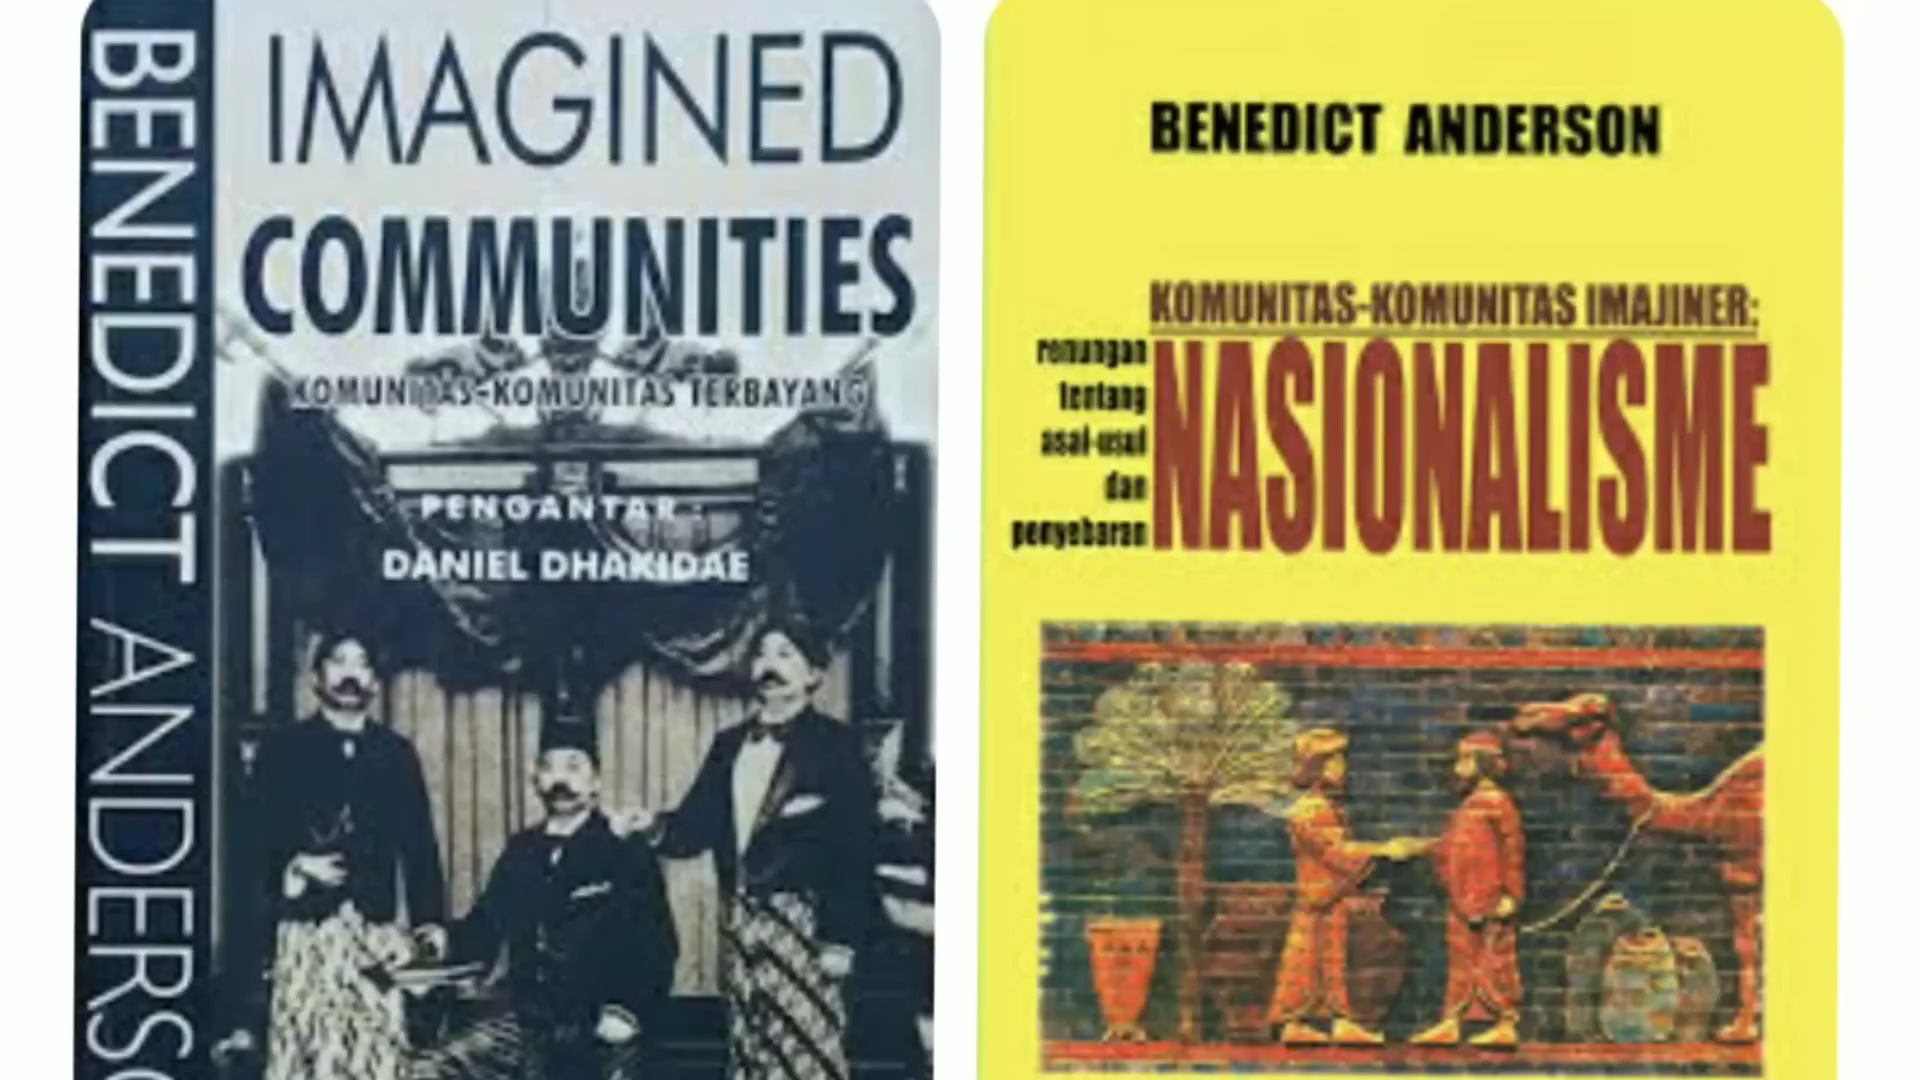 BENEDICT ANDERSO
IMAGINED
COMMUNITIES
KOMUNITAS-KOMUNITAS TERBAYANG
PENGANTAR :
DANIEL DHAKIDAE
BENEDICT ANDERSON
KOMUNITAS-KOMUNITAS IMAJINER:
renungan
tentang
asal-usul
dan
penyebaran
NASIONALISME